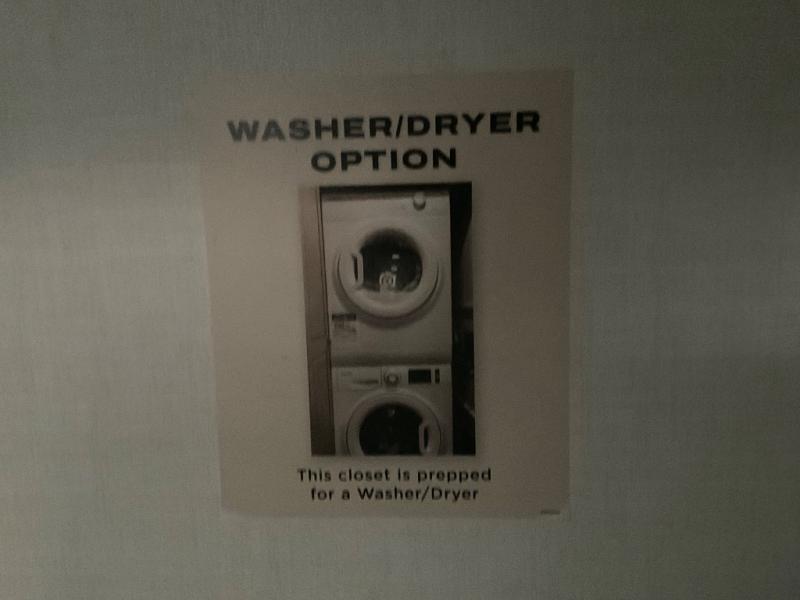 WASHER/DRYER
OPTION
This closet is prepped
for a Washer/Dryer